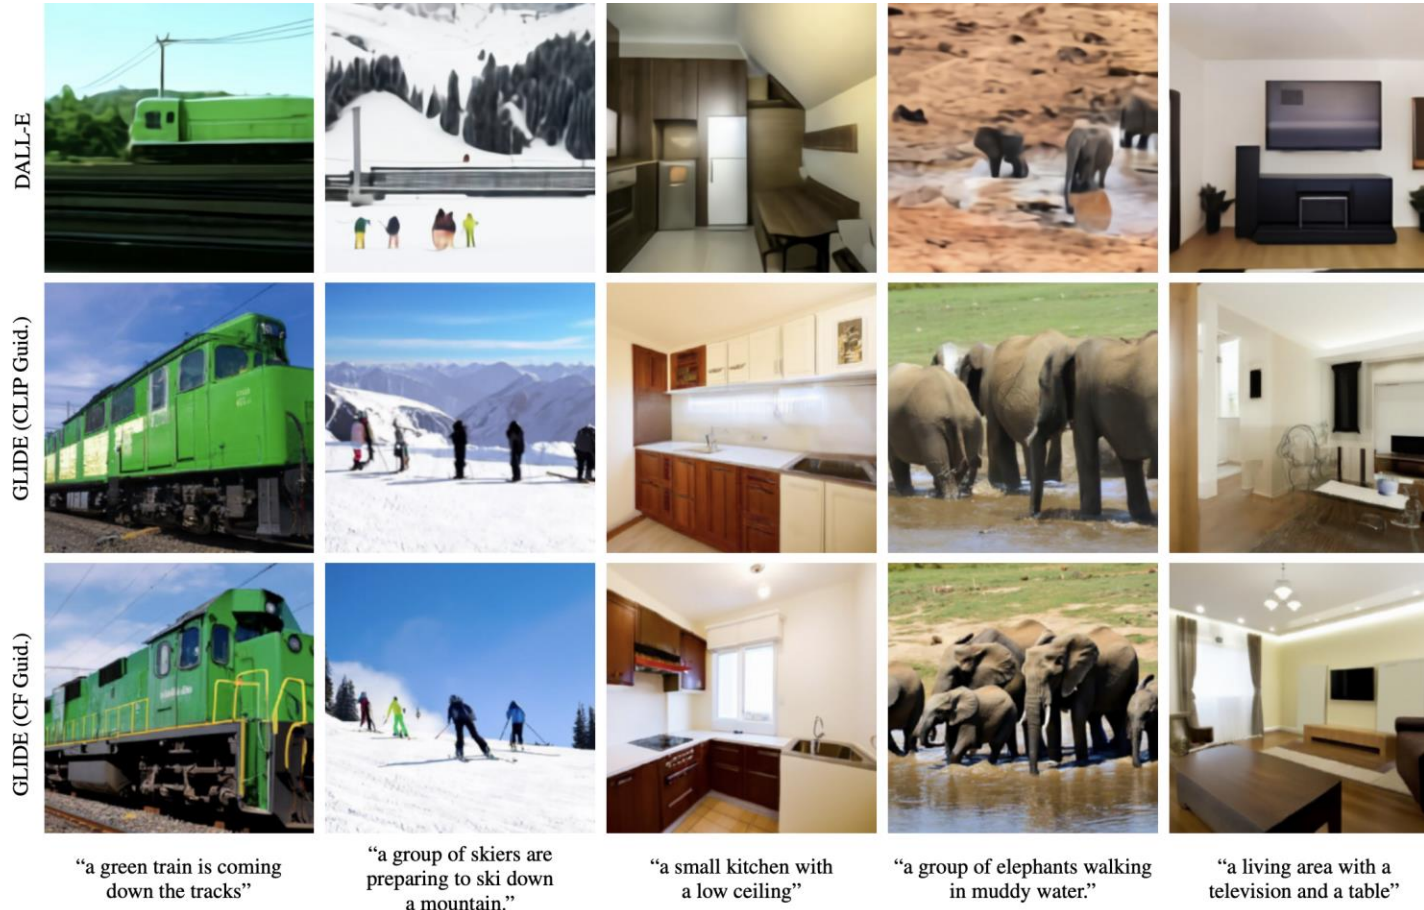 DALL-E
GLIDE (CLIP Guid.)
GLIDE (CF Guid.)
“a green train is coming
down the tracks”
“a group of skiers are
preparing to ski down
a mountain.”
“a small kitchen with
a low ceiling”
“a group of elephants walking
in muddy water.”
“a living area with a
television and a table”